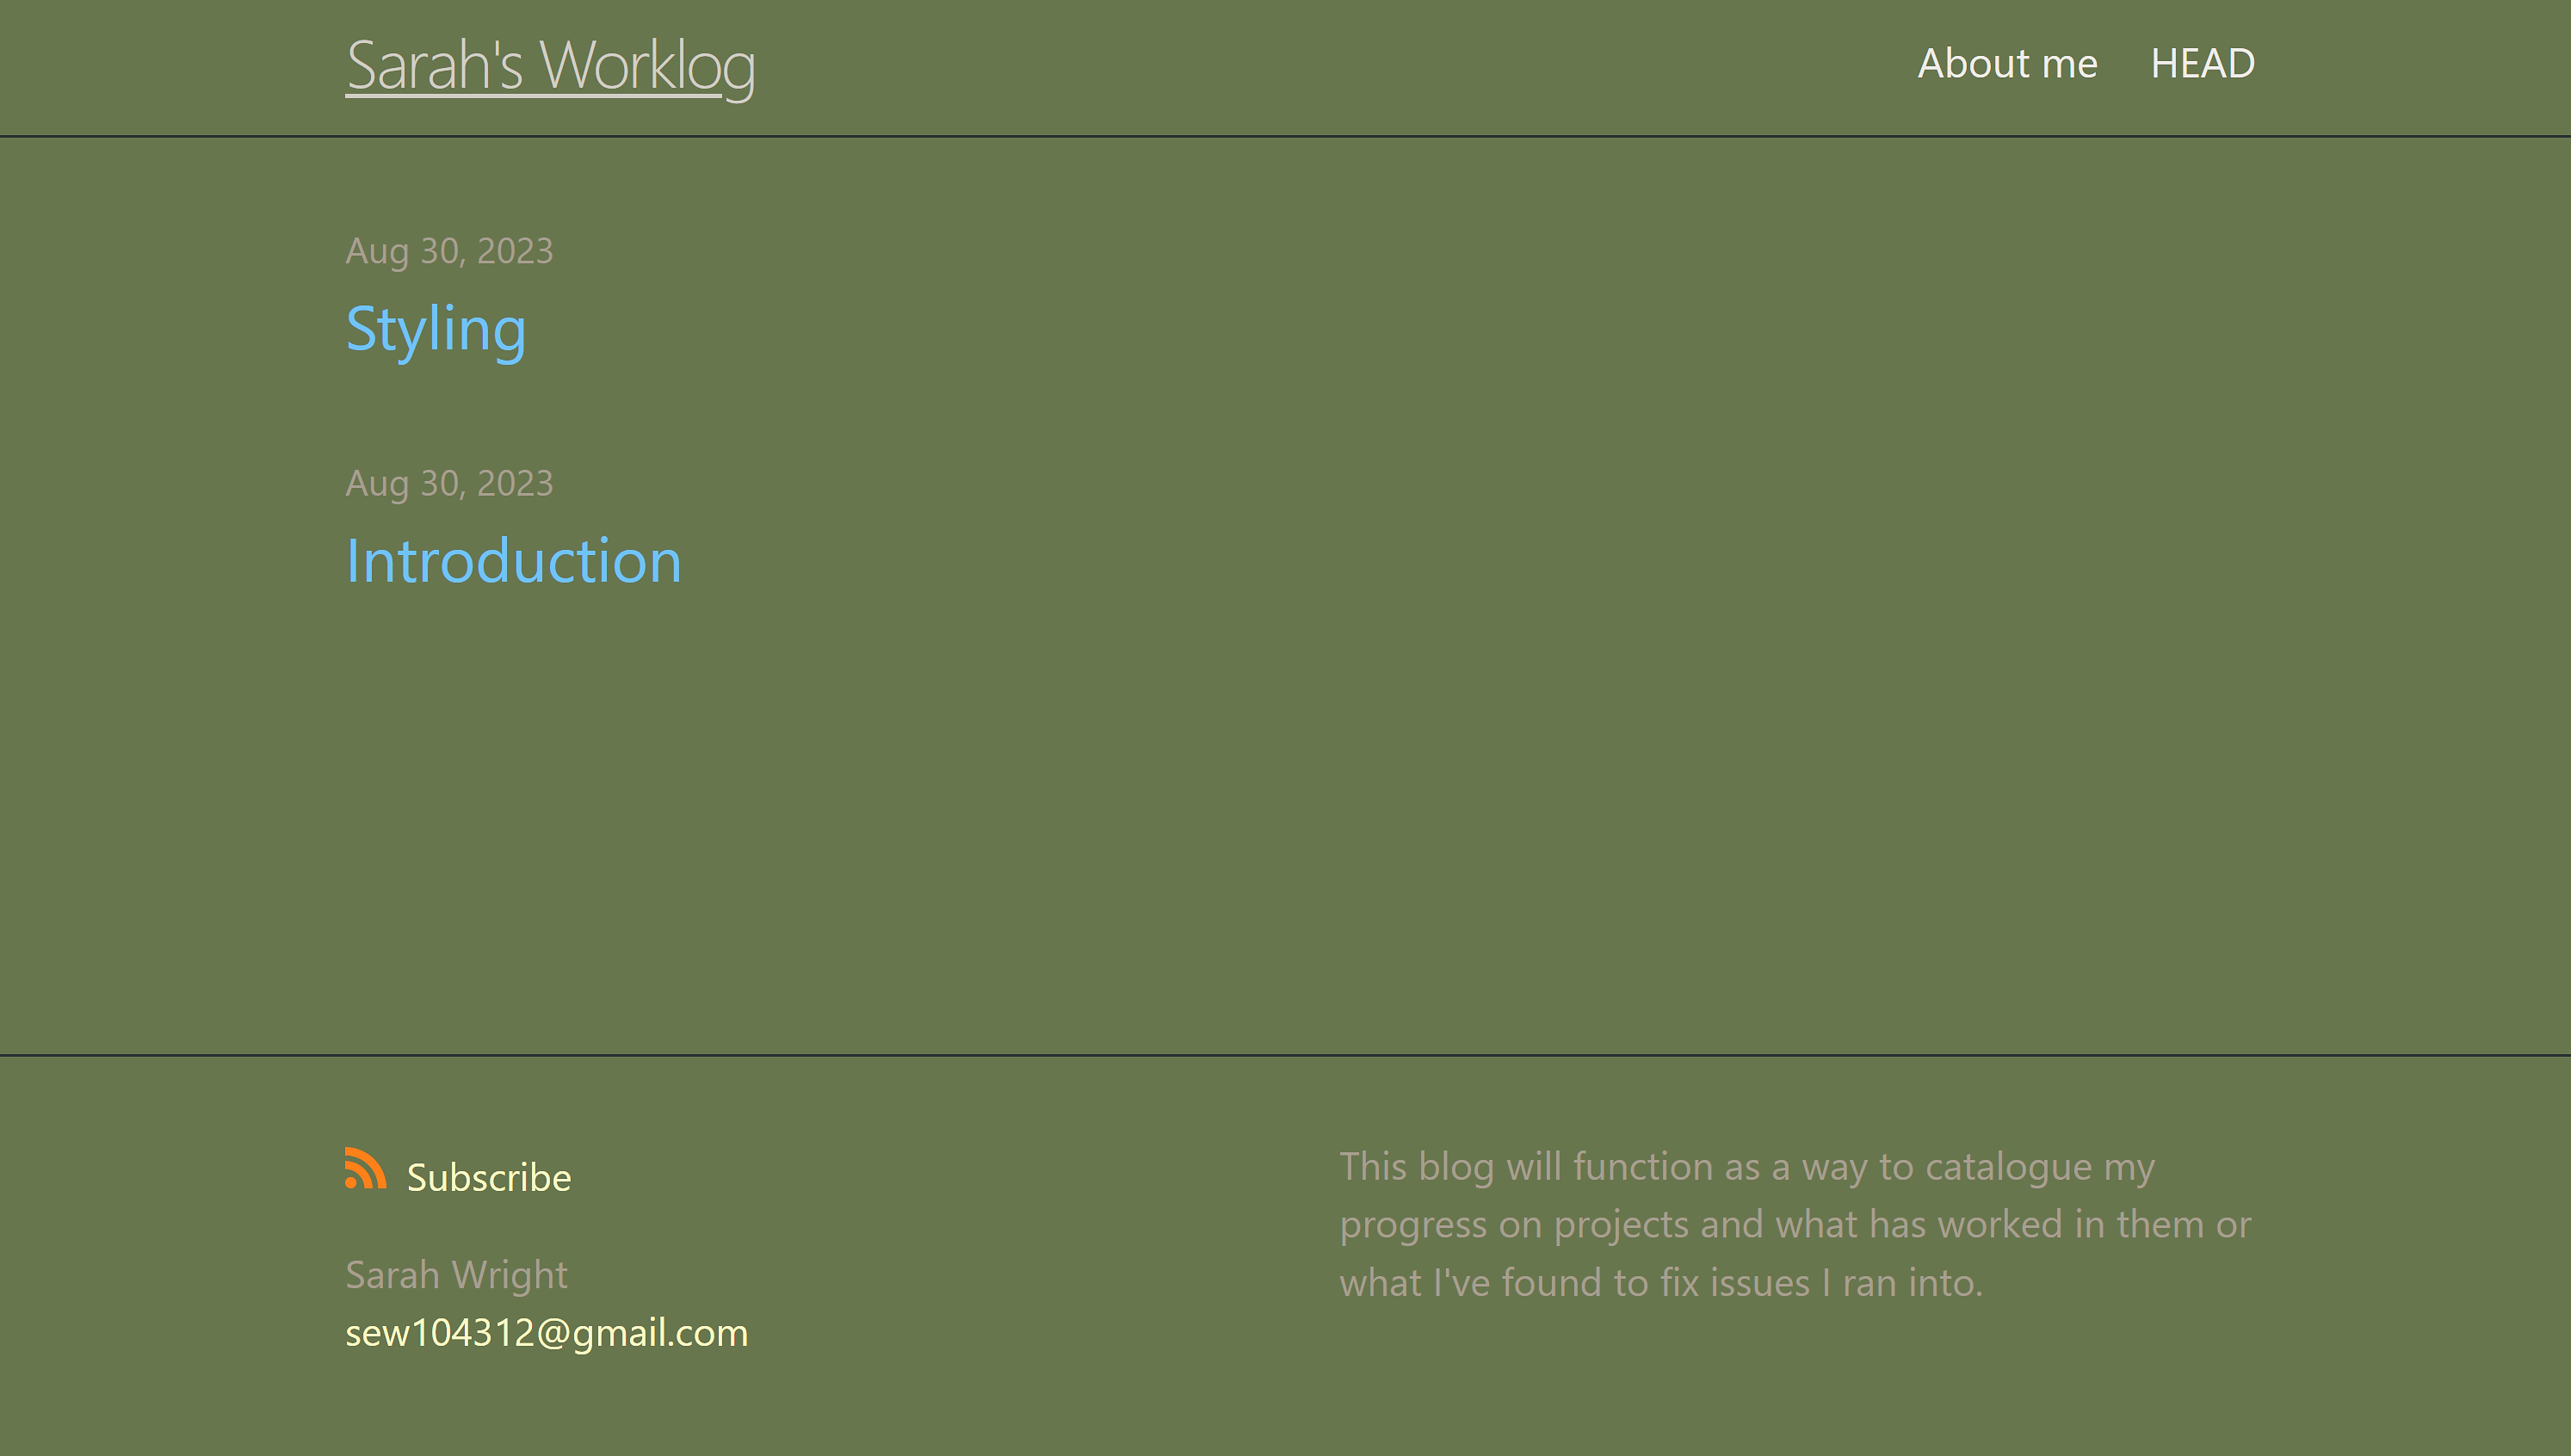 Sarah's Worklog
About me HEAD
Aug 30, 2023
Styling
Aug 30, 2023
Introduction
Subscribe
Sarah Wright
sew104312@gmail.com
This blog will function as a way to catalogue my
progress on projects and what has worked in them or
what I've found to fix issues I ran into.